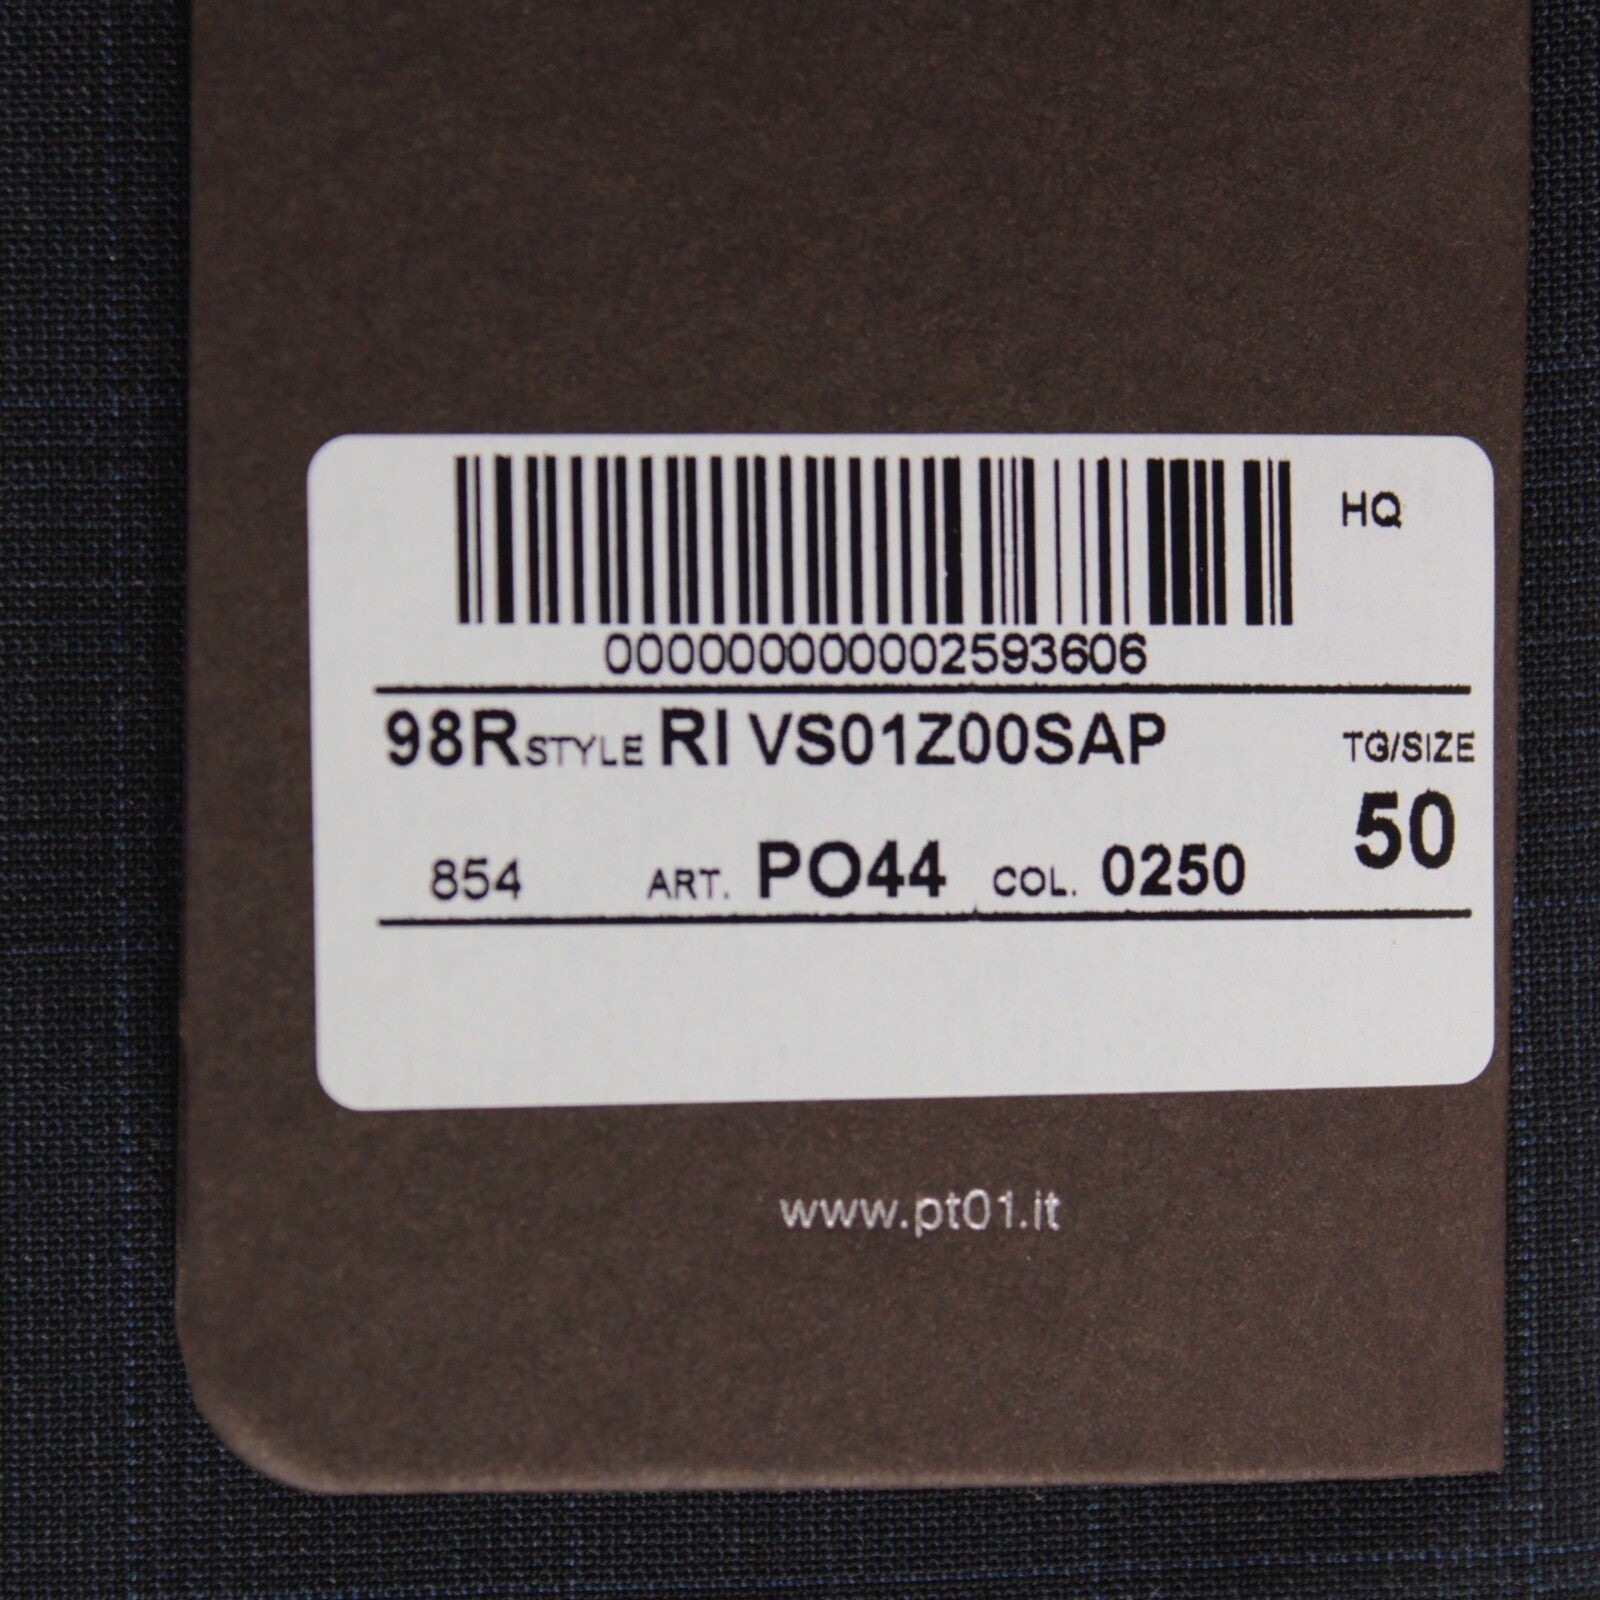 HQ
000000000002593606
98R STYLE RI VS01Z00SAP TG/SIZE
854 ART. PO44 COL. 0250 50
www.pt01.it